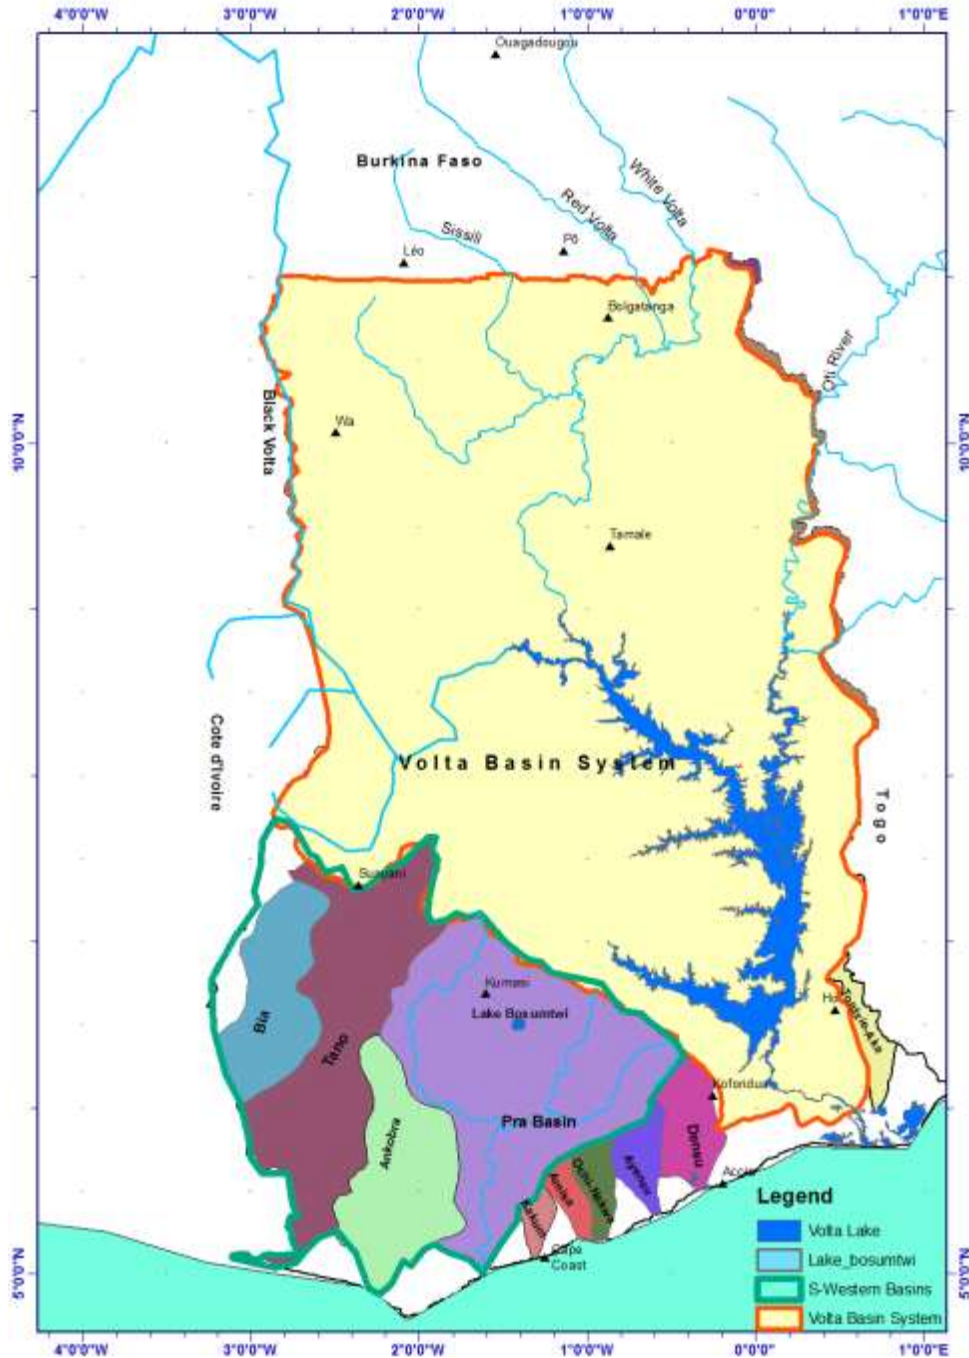 4°0'0"W 3°0'0"W 2°0'0"W 1°0'0"W 0°0'0" 1°0'0"E
Ouagadougou
Burkina Faso
White Volta
Red Volta
Sissili
Pô
Léo
Bolgatanga
Oti River
Black Volta
Wa
10°0'0"N 10°0'0"N
Tamale
Cote d'Ivoire
Volta Basin System
Togo
Sunyani
Kumasi
Lake Bosumtwi
Ho
Todzie-Aka
Bia
Tano
Koforidua
Ankobra
Pra Basin
Densu
Ayensu
Ochi-Nakwa
Amisa
Kakum
Accra
Cape
Coast
Legend
Volta Lake
Lake_bosumtwi
S-Western Basins
Volta Basin System
5°0'0"N 5°0'0"N
4°0'0"W 3°0'0"W 2°0'0"W 1°0'0"W 0°0'0" 1°0'0"E